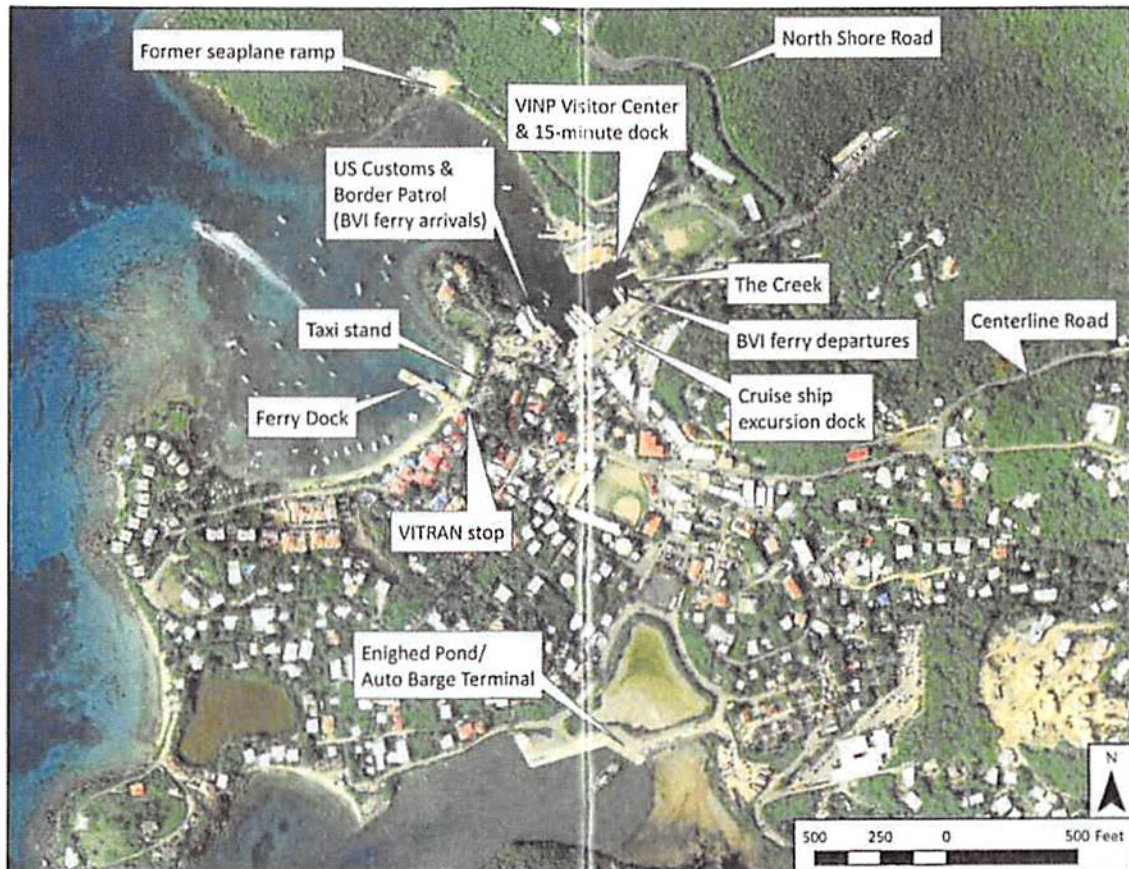 Former seaplane ramp
North Shore Road
VINP Visitor Center
& 15-minute dock
US Customs &
Border Patrol
(BVI ferry arrivals)
The Creek
Taxi stand
BVI ferry departures
Centerline Road
Ferry Dock
Cruise ship
excursion dock
VITRAN stop
Enighed Pond/
Auto Barge Terminal
N
500 250 0 500 Feet